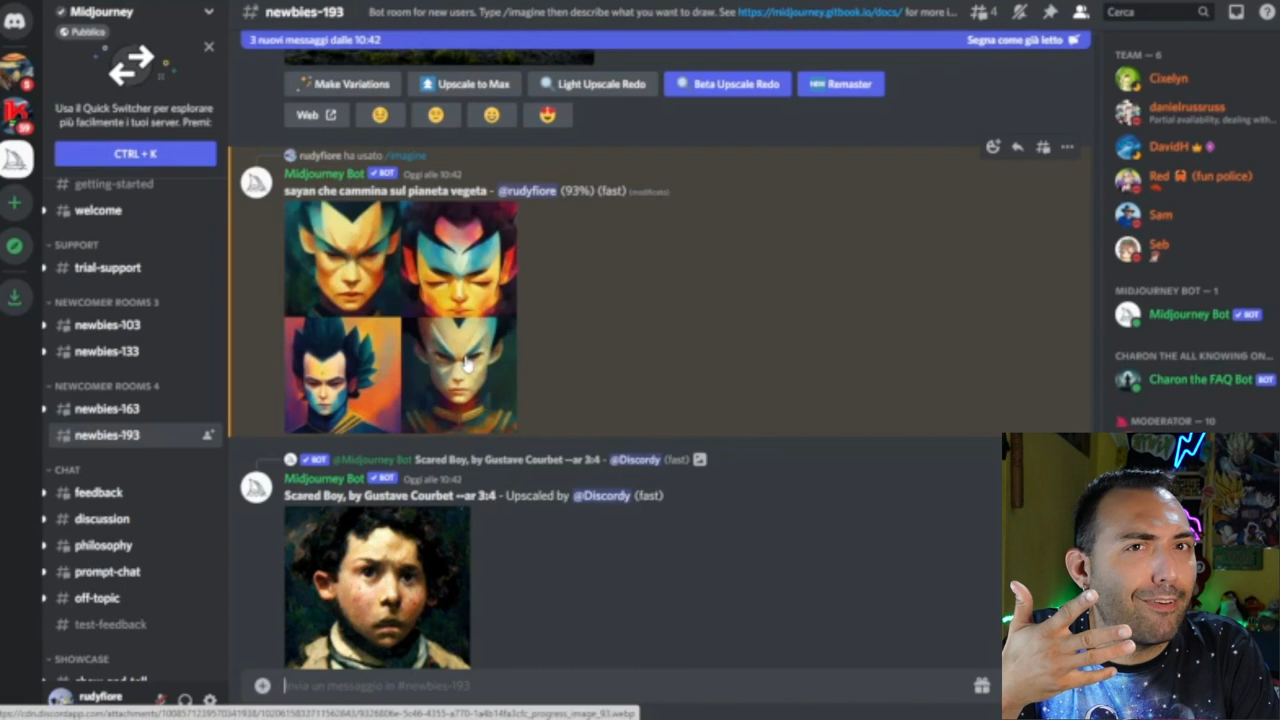 Midjourney
Pubblico
Usa il Quick Switcher per esplorare
più facilmente i tuoi server. Premi:
CTRL + K
getting-started
welcome
SUPPORT
trial-support
NEWCOMER ROOMS 3
newbies-103
newbies-133
NEWCOMER ROOMS 4
newbies-163
newbies-193
CHAT
feedback
discussion
philosophy
prompt-chat
off-topic
test-feedback
SHOWCASE
rudyfiore
newbies-193
Bot room for new users. Type /imagine then describe what you want to draw. See https://midjourney.gitbook.io/docs/ for more i...
4
Cerca
3 nuovi messaggi dalle 10:42
Segna come già letto
Make Variations
Upscale to Max
Light Upscale Redo
Beta Upscale Redo
NEW Remaster
Web
rudyfiore ha usato /imagine
Midjourney Bot BOT Oggi alle 10:42
sayan che cammina sul pianeta vegeta - @rudyfiore (93%) (fast) (modificato)
BOT @Midjourney Bot Scared Boy, by Gustave Courbet --ar 3:4 - @Discordy (fast)
Midjourney Bot BOT Oggi alle 10:42
Scared Boy, by Gustave Courbet --ar 3:4 - Upscaled by @Discordy (fast)
Invia un messaggio in #newbies-193
TEAM — 6
Cixelyn
danielrussruss
Partial availability, dealing with...
DavidH
Red (fun police)
Sam
Seb
MIDJOURNEY BOT — 1
Midjourney Bot BOT
CHARON THE ALL KNOWING ON...
Charon the FAQ Bot BOT
MODERATOR — 10